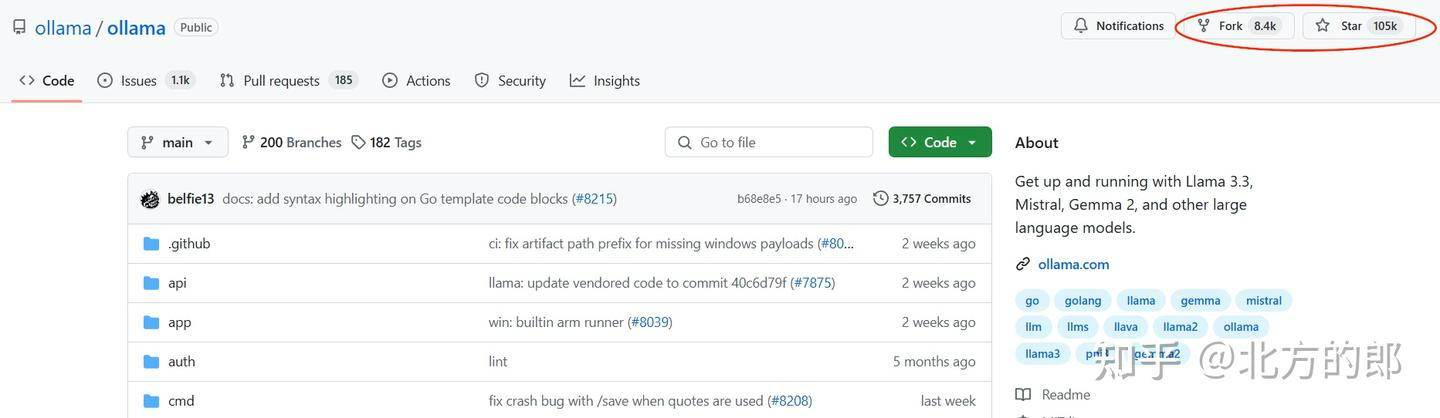 ollama / ollama Public Notifications Fork 8.4k Star 105k
Code Issues 1.1k Pull requests 185 Actions Security Insights
main 200 Branches 182 Tags Go to file Code
belfie13 docs: add syntax highlighting on Go template code blocks (#8215) b68e8e5 · 17 hours ago 3,757 Commits
.github ci: fix artifact path prefix for missing windows payloads (#80... 2 weeks ago
api llama: update vendored code to commit 40c6d79f (#7875) 2 weeks ago
app win: builtin arm runner (#8039) 2 weeks ago
auth lint 5 months ago
cmd fix crash bug with /save when quotes are used (#8208) last week
About
Get up and running with Llama 3.3,
Mistral, Gemma 2, and other large
language models.
ollama.com
go golang llama gemma mistral
llm llms llava llama2 ollama
llama3 phi3 gemma2
知乎 @北方的郎
Readme